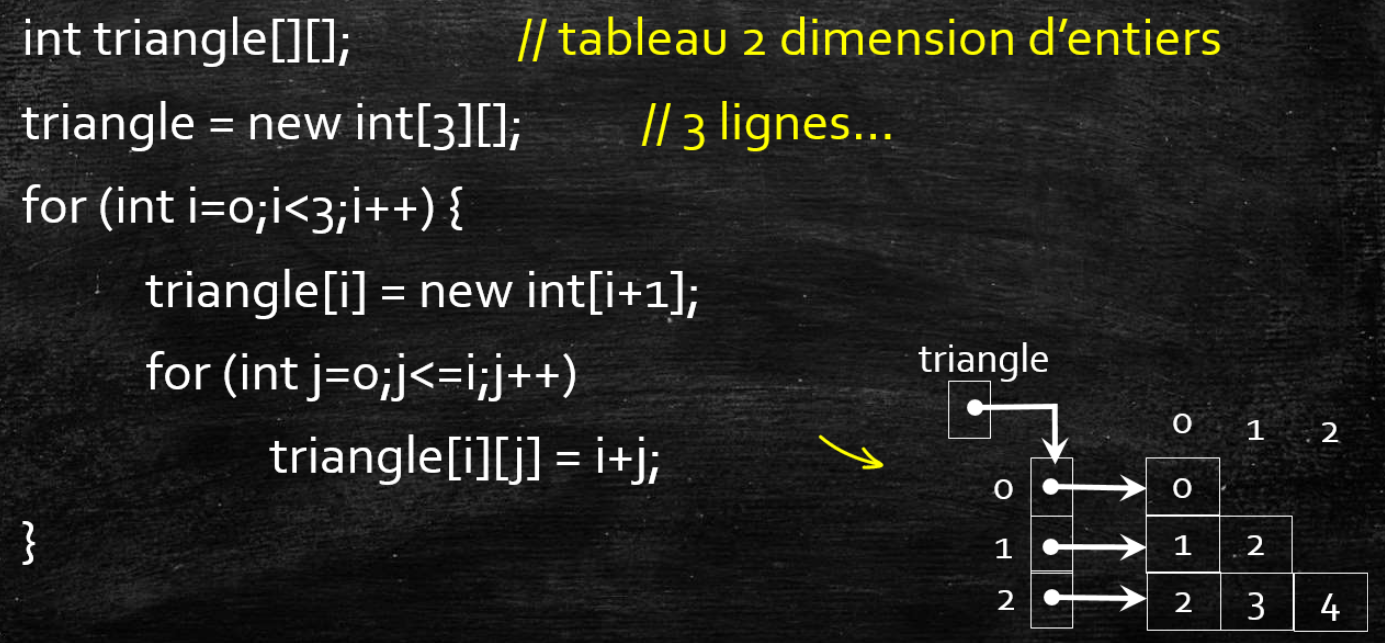 int triangle[][]; // tableau 2 dimension d’entiers
triangle = new int[3][]; // 3 lignes...
for (int i=0;i<3;i++) {
triangle[i] = new int[i+1];
for (int j=0;j<=i;j++)
triangle[i][j] = i+j;
}
triangle
0 1 2
0 0
1 1 2
2 2 3 4